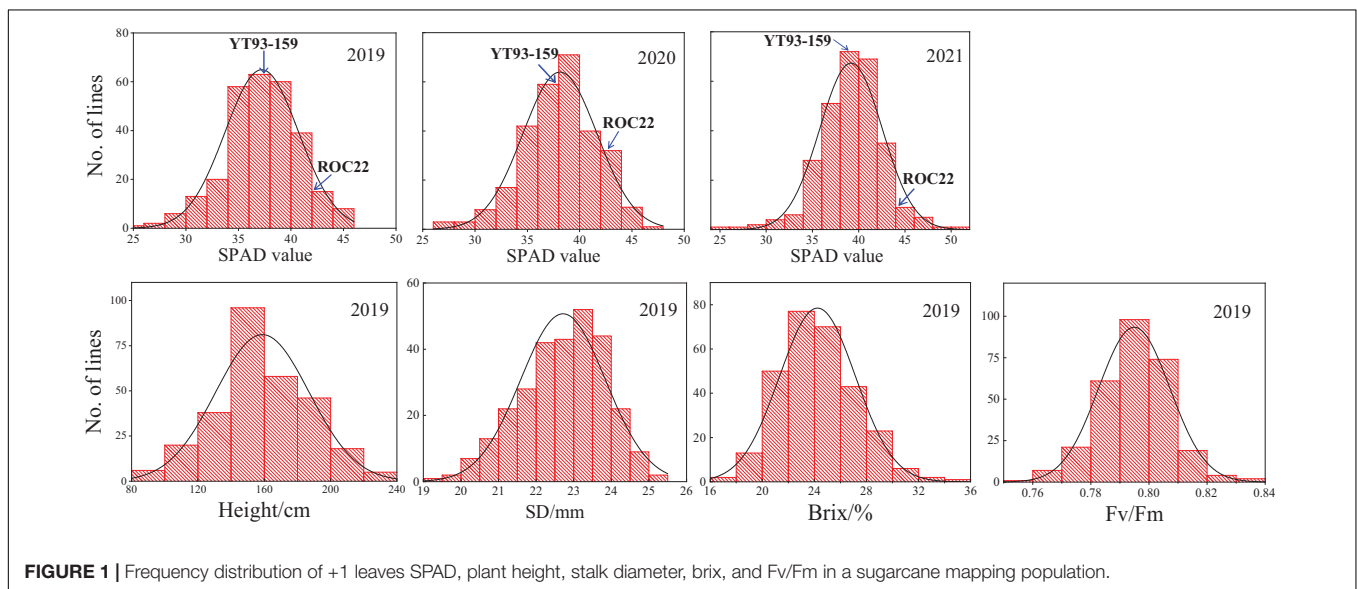 YT93-159
2019
ROC22
No. of lines
80
60
40
20
0
25 30 35 40 45 50
SPAD value
YT93-159
2020
ROC22
25 30 35 40 45 50
SPAD value
YT93-159
2021
ROC22
25 30 35 40 45 50
SPAD value
2019
No. of lines
100
75
50
25
0
80 120 160 200 240
Height/cm
2019
60
40
20
0
19 20 21 22 23 24 25 26
SD/mm
2019
80
60
40
20
0
16 20 24 28 32 36
Brix/%
2019
100
75
50
25
0
0.76 0.78 0.80 0.82 0.84
Fv/Fm
FIGURE 1 | Frequency distribution of +1 leaves SPAD, plant height, stalk diameter, brix, and Fv/Fm in a sugarcane mapping population.